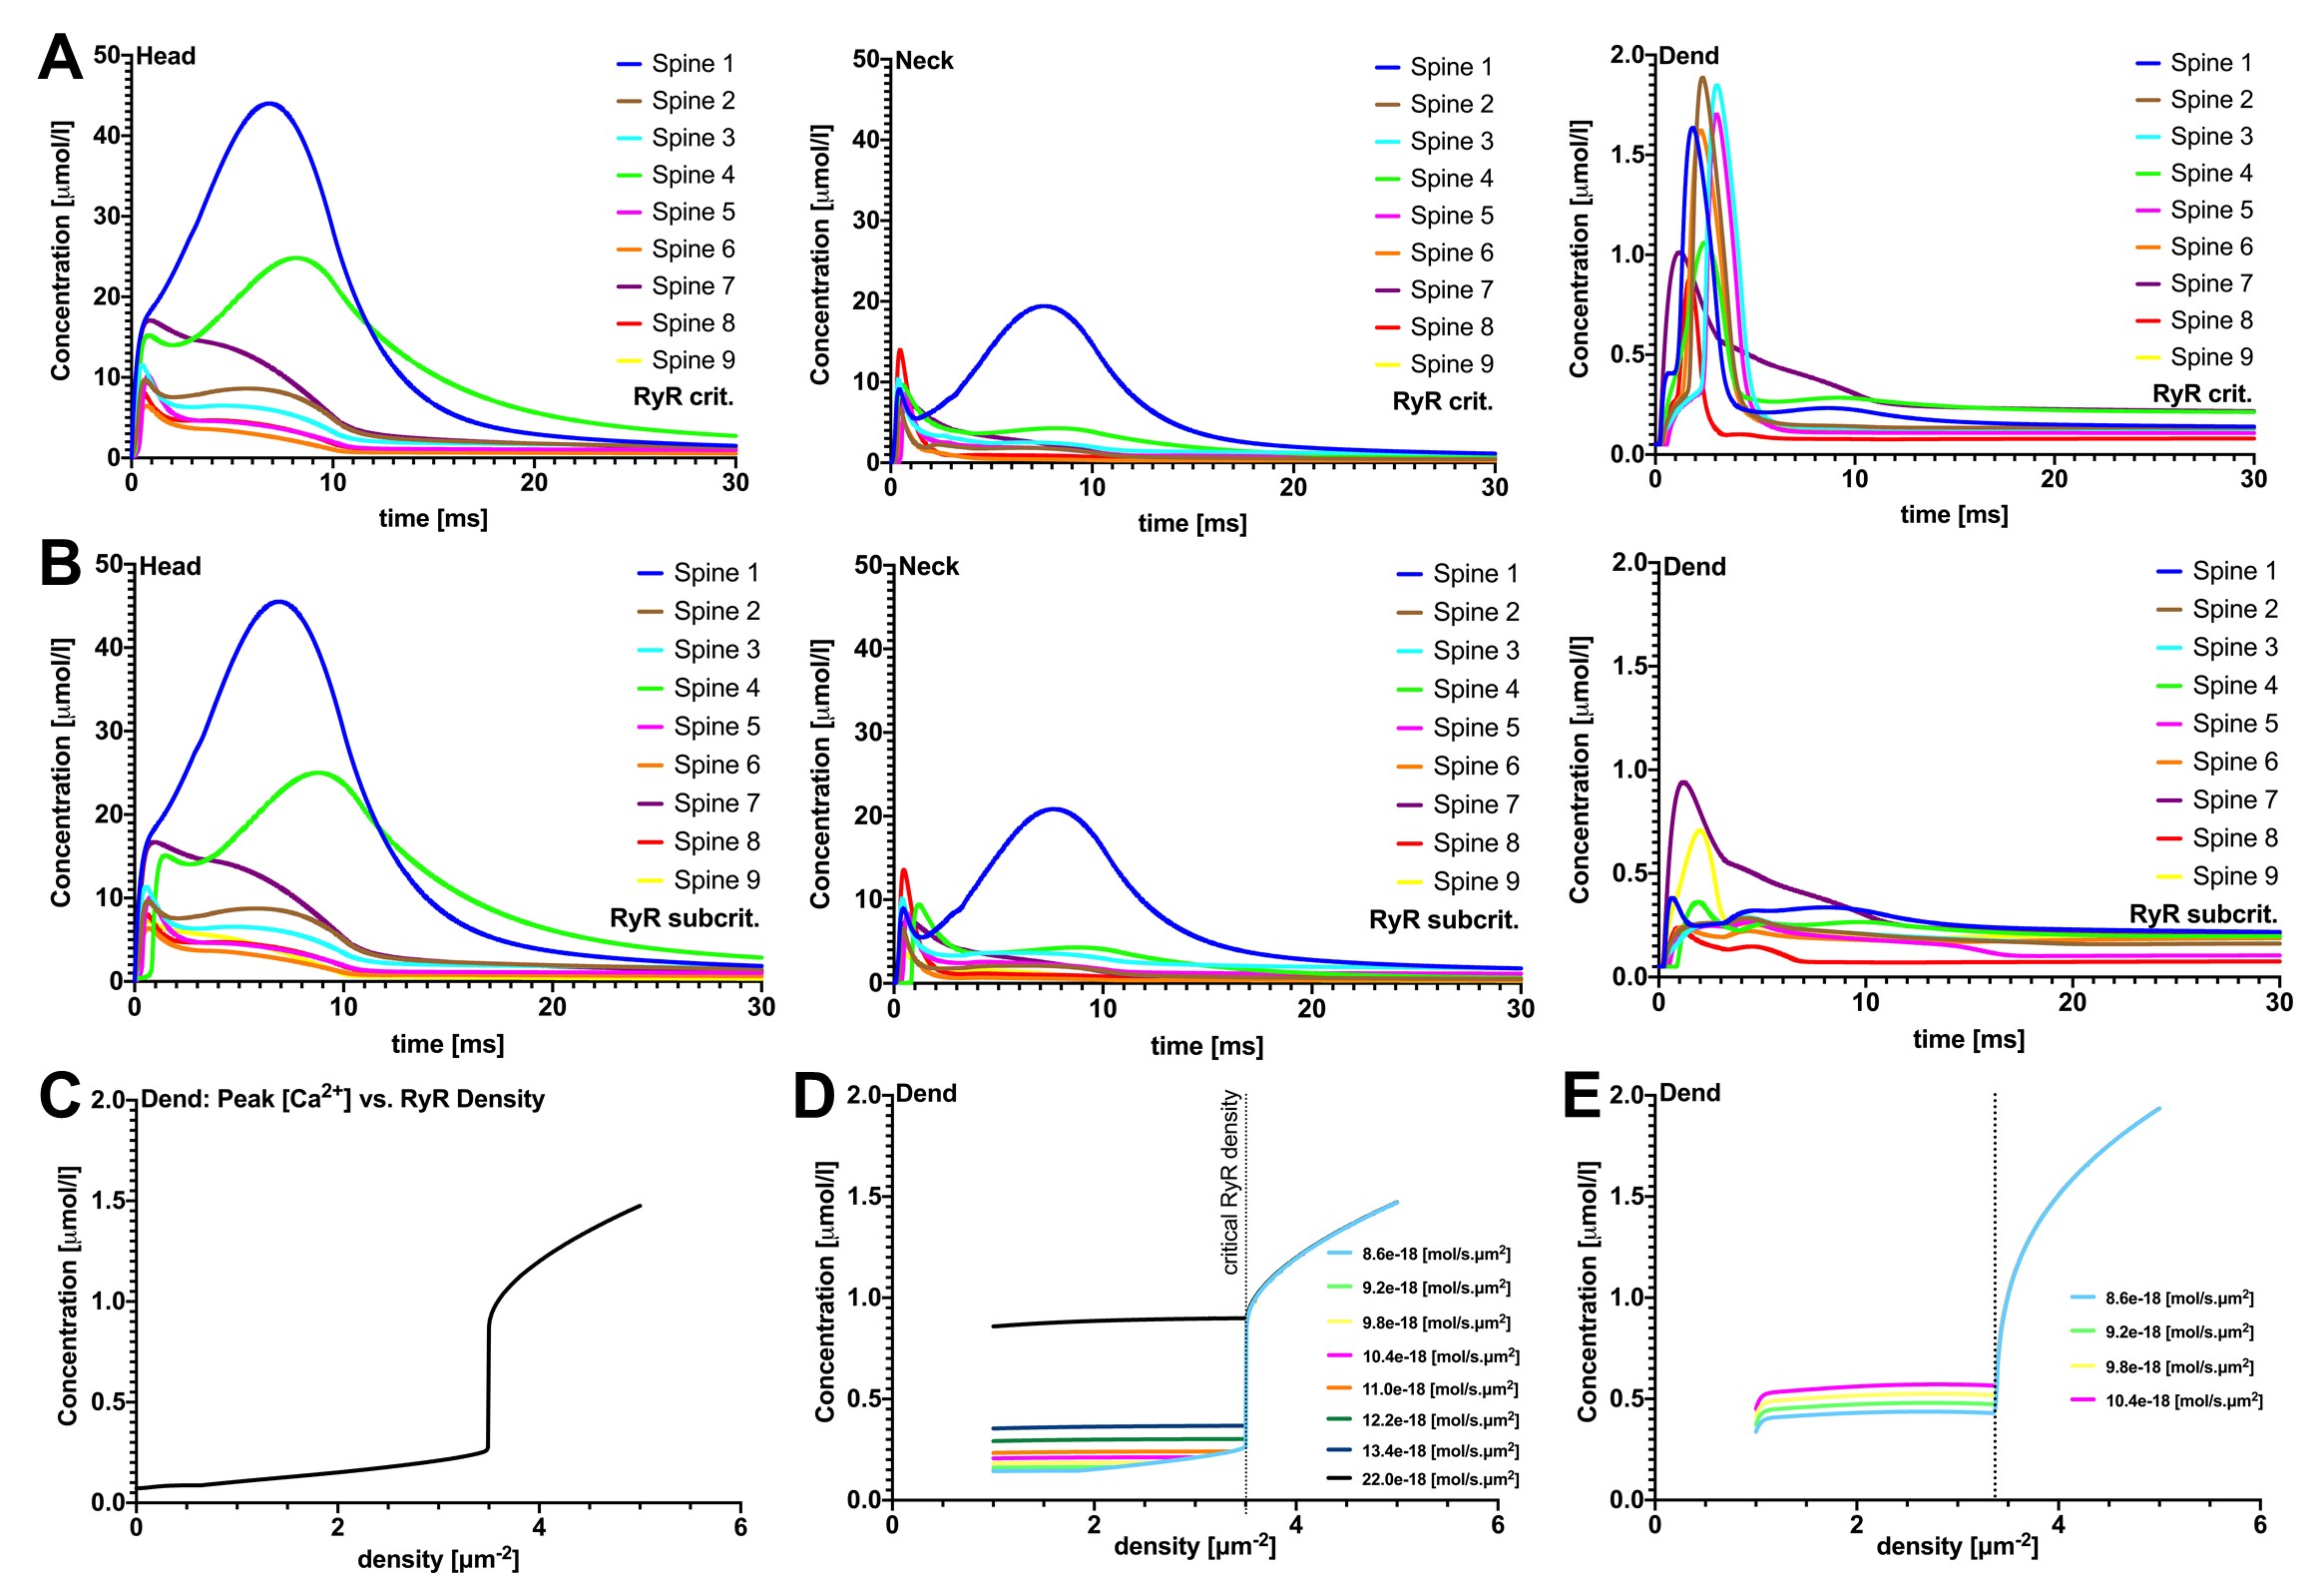 A
Head
Concentration [µmol/l]
50
40
30
20
10
0
0 10 20 30
time [ms]
Spine 1
Spine 2
Spine 3
Spine 4
Spine 5
Spine 6
Spine 7
Spine 8
Spine 9
RyR crit.
Neck
Concentration [µmol/l]
50
40
30
20
10
0
0 10 20 30
time [ms]
Spine 1
Spine 2
Spine 3
Spine 4
Spine 5
Spine 6
Spine 7
Spine 8
Spine 9
RyR crit.
Dend
Concentration [µmol/l]
2.0
1.5
1.0
0.5
0.0
0 10 20 30
time [ms]
Spine 1
Spine 2
Spine 3
Spine 4
Spine 5
Spine 6
Spine 7
Spine 8
Spine 9
RyR crit.
B
Head
Concentration [µmol/l]
50
40
30
20
10
0
0 10 20 30
time [ms]
Spine 1
Spine 2
Spine 3
Spine 4
Spine 5
Spine 6
Spine 7
Spine 8
Spine 9
RyR subcrit.
Neck
Concentration [µmol/l]
50
40
30
20
10
0
0 10 20 30
time [ms]
Spine 1
Spine 2
Spine 3
Spine 4
Spine 5
Spine 6
Spine 7
Spine 8
Spine 9
RyR subcrit.
Dend
Concentration [µmol/l]
2.0
1.5
1.0
0.5
0.0
0 10 20 30
time [ms]
Spine 1
Spine 2
Spine 3
Spine 4
Spine 5
Spine 6
Spine 7
Spine 8
Spine 9
RyR subcrit.
C
Dend: Peak [Ca²⁺] vs. RyR Density
Concentration [µmol/l]
2.0
1.5
1.0
0.5
0.0
0 2 4 6
density [µm⁻²]
D
Dend
critical RyR density
Concentration [µmol/l]
2.0
1.5
1.0
0.5
0.0
0 2 4 6
density [µm⁻²]
8.6e-18 [mol/s.µm²]
9.2e-18 [mol/s.µm²]
9.8e-18 [mol/s.µm²]
10.4e-18 [mol/s.µm²]
11.0e-18 [mol/s.µm²]
12.2e-18 [mol/s.µm²]
13.4e-18 [mol/s.µm²]
22.0e-18 [mol/s.µm²]
E
Dend
Concentration [µmol/l]
2.0
1.5
1.0
0.5
0.0
0 2 4 6
density [µm⁻²]
8.6e-18 [mol/s.µm²]
9.2e-18 [mol/s.µm²]
9.8e-18 [mol/s.µm²]
10.4e-18 [mol/s.µm²]